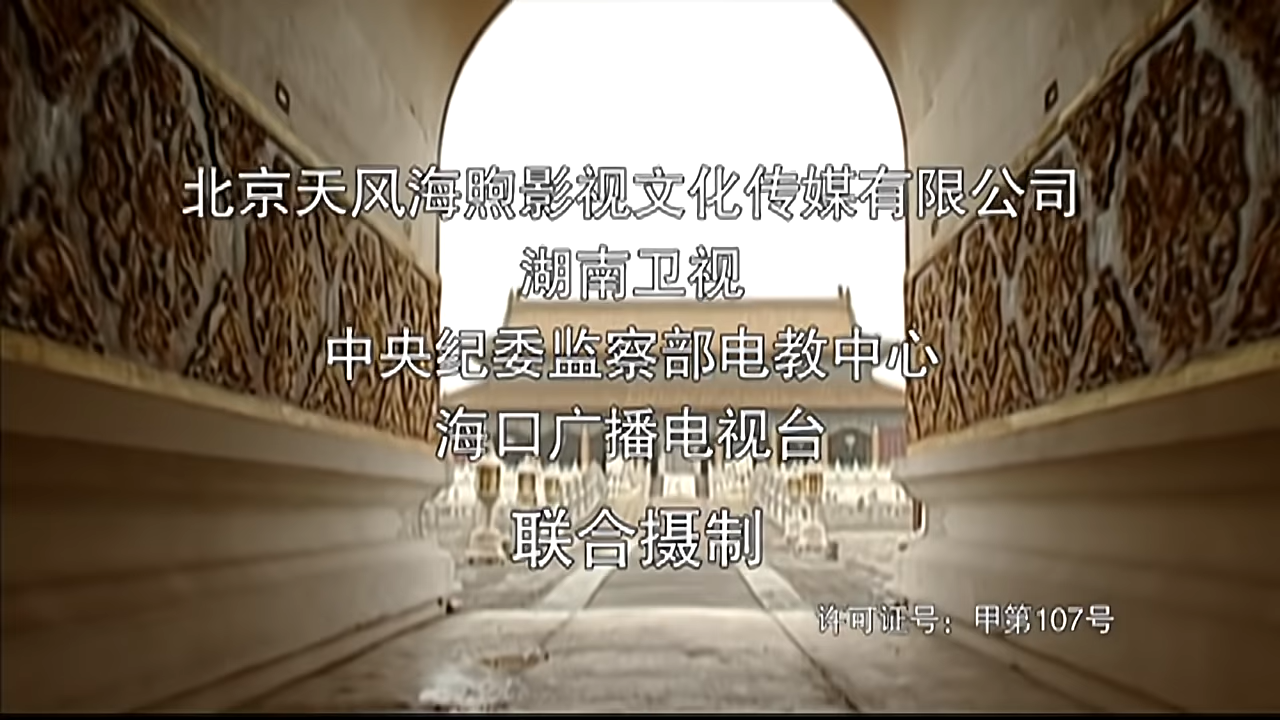 北京天风海煦影视文化传媒有限公司
湖南卫视
中央纪委监察部电教中心
海口广播电视台
联合摄制
许可证号：甲第107号